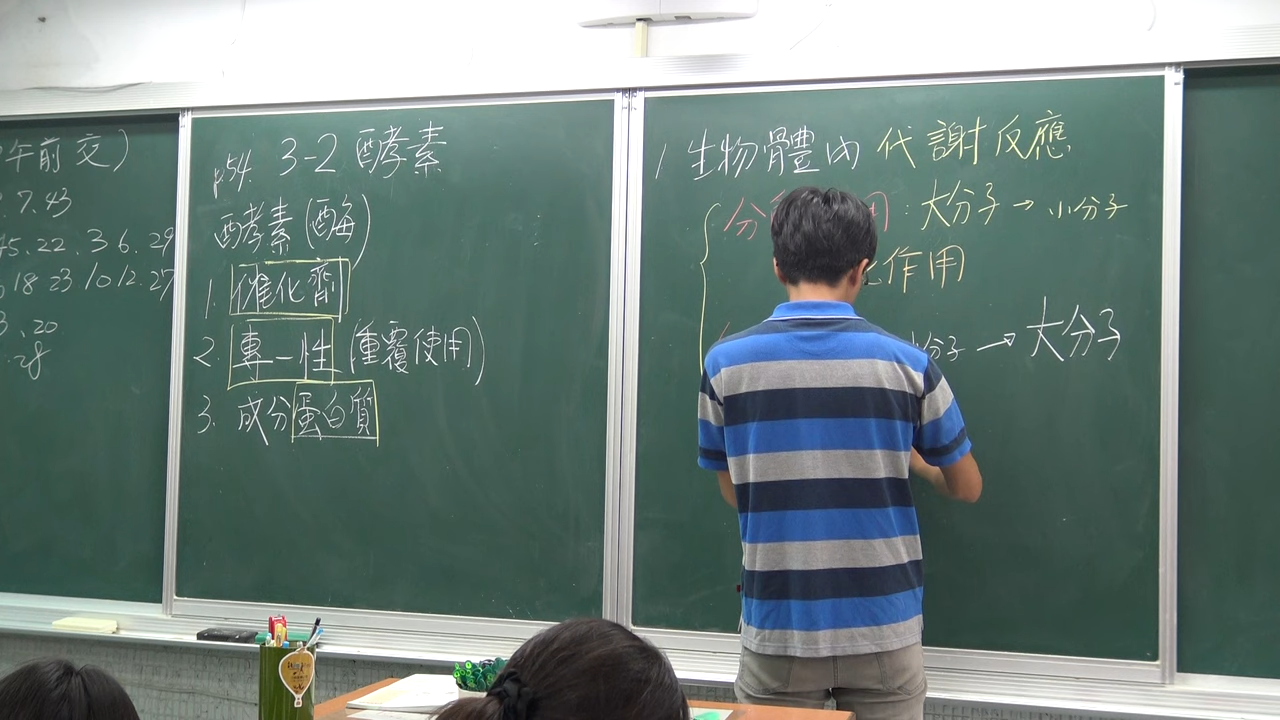 午前交)
7.43
45.22.36.29
18 23 10 12.27
3.20
28
p54. 3-2 酵素
酵素(酶)
1. 催化劑
2. 專一性(重覆使用)
3. 成分蛋白質
1 生物體內代謝反應
分 用:大分子→小分子
作用
分子→大分子